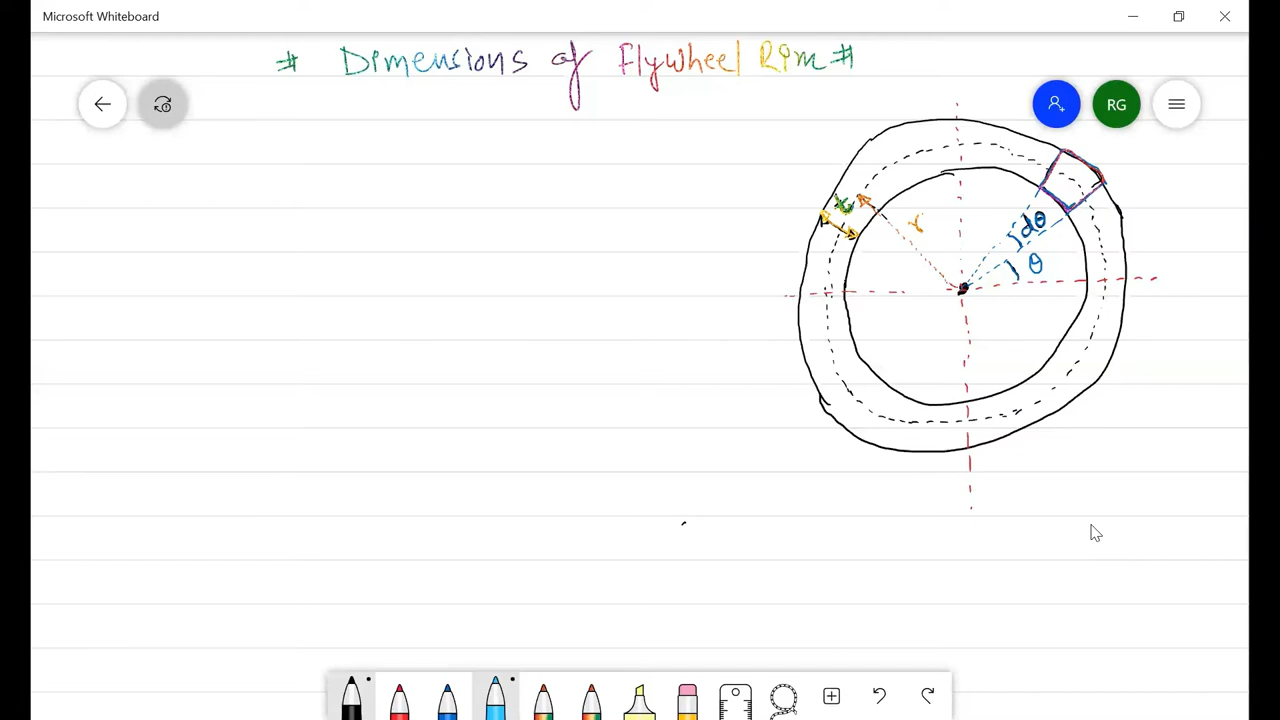 Microsoft Whiteboard
# Dimensions of Flywheel Rim #
RG
t
r
dθ
θ